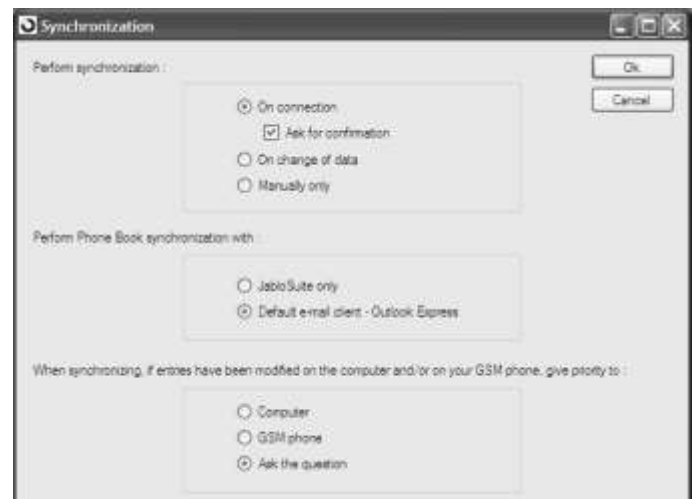 Synchronization
Perform synchronization :
Ok
On connection
Cancel
Ask for confirmation
On change of data
Manually only
Perform Phone Book synchronization with :
JabloSuite only
Default e-mail client - Outlook Express
When synchronizing, if entries have been modified on the computer and/or on your GSM phone, give priority to :
Computer
GSM phone
Ask the question